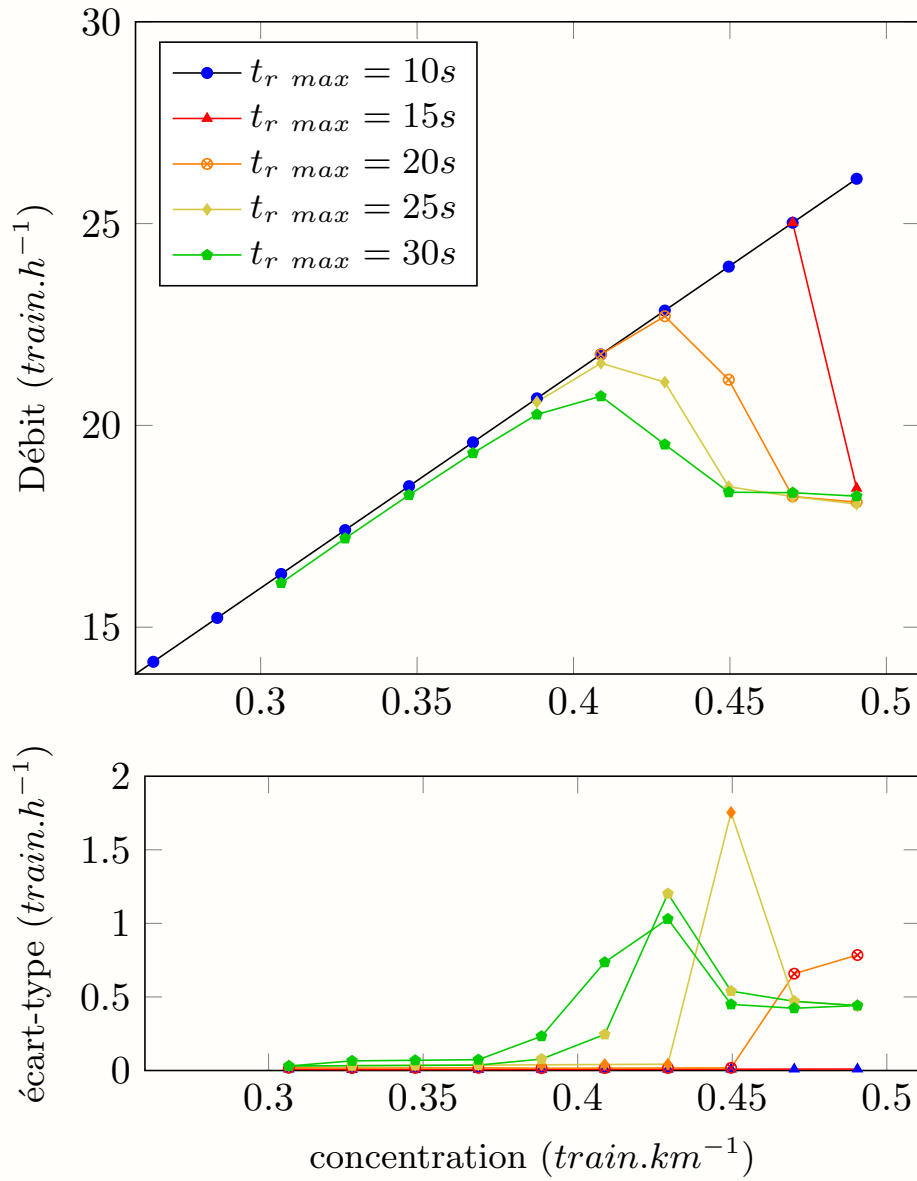 30
25
20
15
Débit (train.h⁻¹)
t_r max = 10s
t_r max = 15s
t_r max = 20s
t_r max = 25s
t_r max = 30s
0.3 0.35 0.4 0.45 0.5
2
1.5
1
0.5
0
écart-type (train.h⁻¹)
0.3 0.35 0.4 0.45 0.5
concentration (train.km⁻¹)